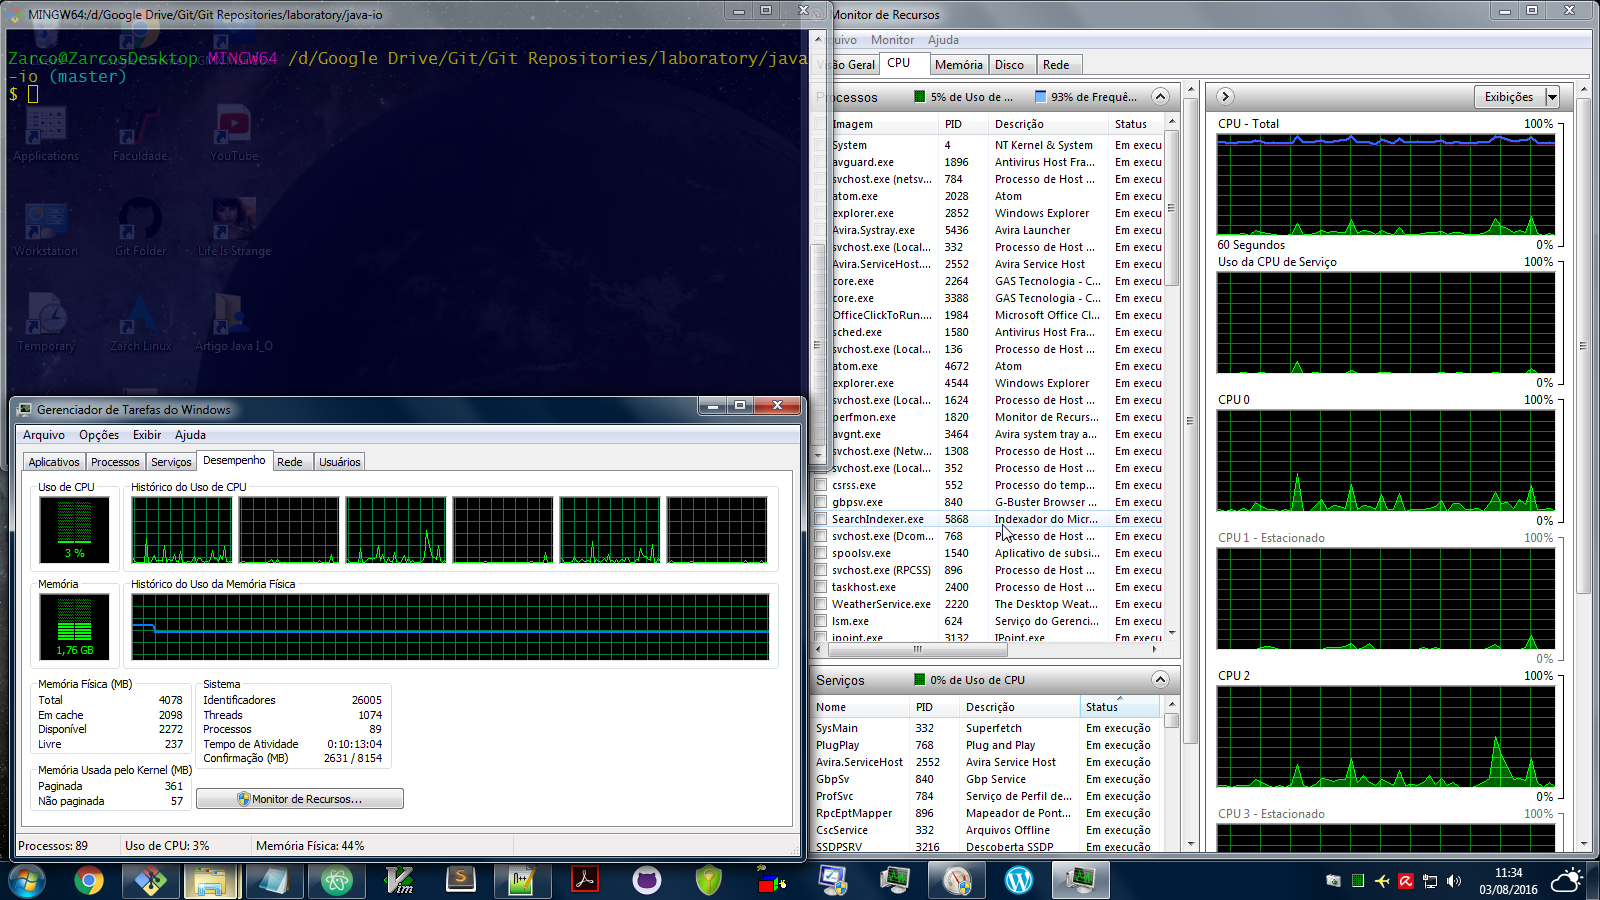 MINGW64:/d/Google Drive/Git/Git Repositories/laboratory/java-io
Zarco@ZarcosDesktop MINGW64 /d/Google Drive/Git/Git Repositories/laboratory/java
-io (master)
$
Applications
Faculdade
YouTube
Workstation
Git Folder
Life Is Strange
Temporary
Zarch Linux
Artigo Java I_O
Gerenciador de Tarefas do Windows
Arquivo Opções Exibir Ajuda
Aplicativos Processos Serviços Desempenho Rede Usuários
Uso de CPU
3 %
Histórico do Uso de CPU
Memória
1,76 GB
Histórico do Uso da Memória Física
Memória Física (MB)
Total 4078
Em cache 2098
Disponível 2272
Livre 237
Memória Usada pelo Kernel (MB)
Paginada 361
Não paginada 57
Sistema
Identificadores 26005
Threads 1074
Processos 89
Tempo de Atividade 0:10:13:04
Confirmação (MB) 2631 / 8154
Monitor de Recursos...
Processos: 89 Uso de CPU: 3% Memória Física: 44%
Monitor de Recursos
Monitor Ajuda
Visão Geral CPU Memória Disco Rede
Processos 5% de Uso de ... 93% de Frequê...
Imagem PID Descrição Status
System 4 NT Kernel & System Em execu
avguard.exe 1896 Antivirus Host Fra... Em execu
svchost.exe (netsv... 784 Processo de Host ... Em execu
atom.exe 2028 Atom Em execu
explorer.exe 2852 Windows Explorer Em execu
Avira.Systray.exe 5436 Avira Launcher Em execu
svchost.exe (Local... 332 Processo de Host ... Em execu
Avira.ServiceHost.... 2552 Avira Service Host Em execu
core.exe 2264 GAS Tecnologia - C... Em execu
core.exe 3388 GAS Tecnologia - C... Em execu
OfficeClickToRun.... 1984 Microsoft Office Cl... Em execu
sched.exe 1580 Antivirus Host Fra... Em execu
svchost.exe (Local... 136 Processo de Host ... Em execu
atom.exe 4672 Atom Em execu
explorer.exe 4544 Windows Explorer Em execu
svchost.exe (Local... 1624 Processo de Host ... Em execu
perfmon.exe 1820 Monitor de Recurs... Em execu
avgnt.exe 3464 Avira system tray a... Em execu
svchost.exe (Netw... 1308 Processo de Host ... Em execu
svchost.exe (Local... 352 Processo de Host ... Em execu
csrss.exe 552 Processo do temp... Em execu
gbpsv.exe 840 G-Buster Browser ... Em execu
SearchIndexer.exe 5868 Indexador do Micr... Em execu
svchost.exe (Dcom... 768 Processo de Host ... Em execu
spoolsv.exe 1540 Aplicativo de subsi... Em execu
svchost.exe (RPCSS) 896 Processo de Host ... Em execu
taskhost.exe 2400 Processo de Host ... Em execu
WeatherService.exe 2220 The Desktop Weat... Em execu
lsm.exe 624 Serviço do Gerenci... Em execu
ipoint.exe 3132 IPoint.exe Em execu
Serviços 0% de Uso de CPU
Nome PID Descrição Status
SysMain 332 Superfetch Em execução
PlugPlay 768 Plug and Play Em execução
Avira.ServiceHost 2552 Avira Service Host Em execução
GbpSv 840 Gbp Service Em execução
ProfSvc 784 Serviço de Perfil de... Em execução
RpcEptMapper 896 Mapeador de Pont... Em execução
CscService 332 Arquivos Offline Em execução
SSDPSRV 3216 Descoberta SSDP Em execução
Exibições
CPU - Total 100%
60 Segundos 0%
Uso da CPU de Serviço 100%
0%
CPU 0 100%
0%
CPU 1 - Estacionado 100%
0%
CPU 2 100%
0%
CPU 3 - Estacionado 100%
11:34
03/08/2016